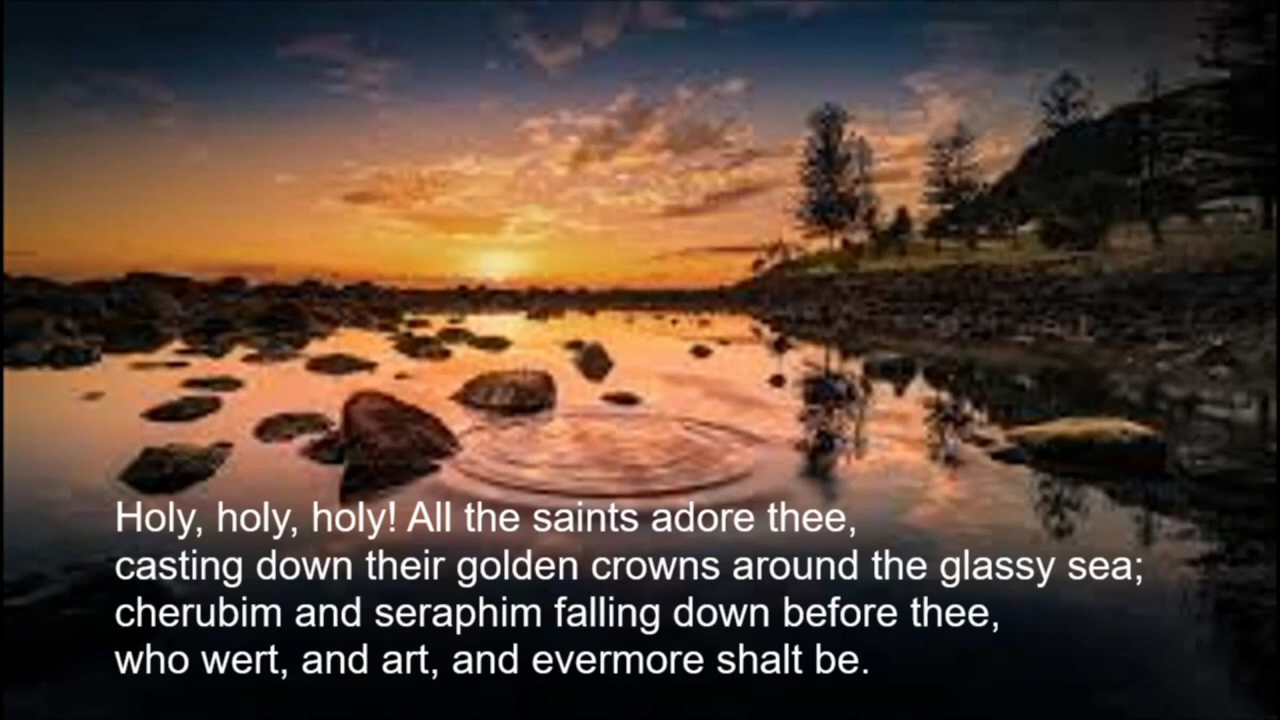 Holy, holy, holy! All the saints adore thee,
casting down their golden crowns around the glassy sea;
cherubim and seraphim falling down before thee,
who wert, and art, and evermore shalt be.